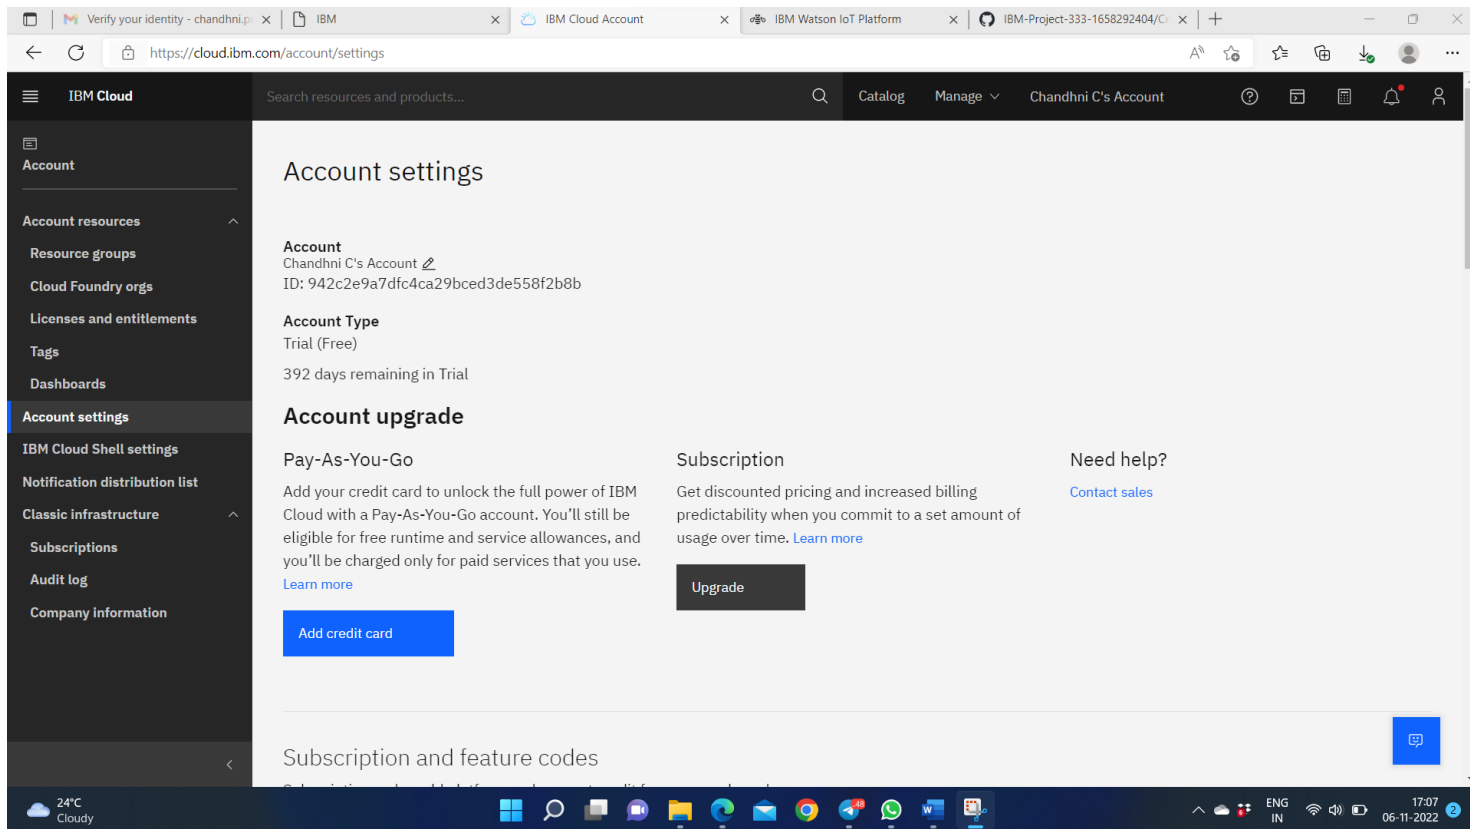 Verify your identity - chandhni.p
IBM
IBM Cloud Account
IBM Watson IoT Platform
IBM-Project-333-1658292404/Cr
https://cloud.ibm.com/account/settings
IBM Cloud
Search resources and products...
Catalog
Manage
Chandhni C's Account
Account
Account resources
Resource groups
Cloud Foundry orgs
Licenses and entitlements
Tags
Dashboards
Account settings
IBM Cloud Shell settings
Notification distribution list
Classic infrastructure
Subscriptions
Audit log
Company information
Account settings
Account
Chandhni C's Account
ID: 942c2e9a7dfc4ca29bced3de558f2b8b
Account Type
Trial (Free)
392 days remaining in Trial
Account upgrade
Pay-As-You-Go
Add your credit card to unlock the full power of IBM
Cloud with a Pay-As-You-Go account. You’ll still be
eligible for free runtime and service allowances, and
you’ll be charged only for paid services that you use.
Learn more
Add credit card
Subscription
Get discounted pricing and increased billing
predictability when you commit to a set amount of
usage over time. Learn more
Upgrade
Need help?
Contact sales
Subscription and feature codes
24°C
Cloudy
48
ENG
IN
17:07
06-11-2022
2